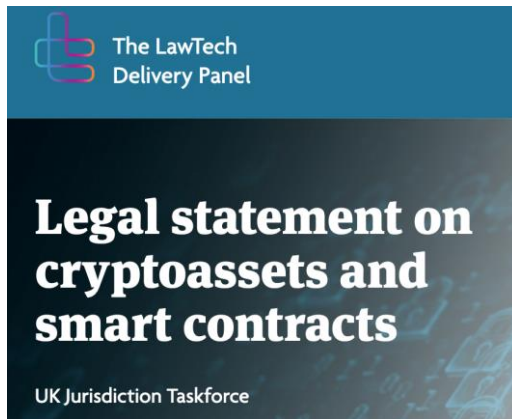 The LawTech
Delivery Panel
Legal statement on
cryptoassets and
smart contracts
UK Jurisdiction Taskforce